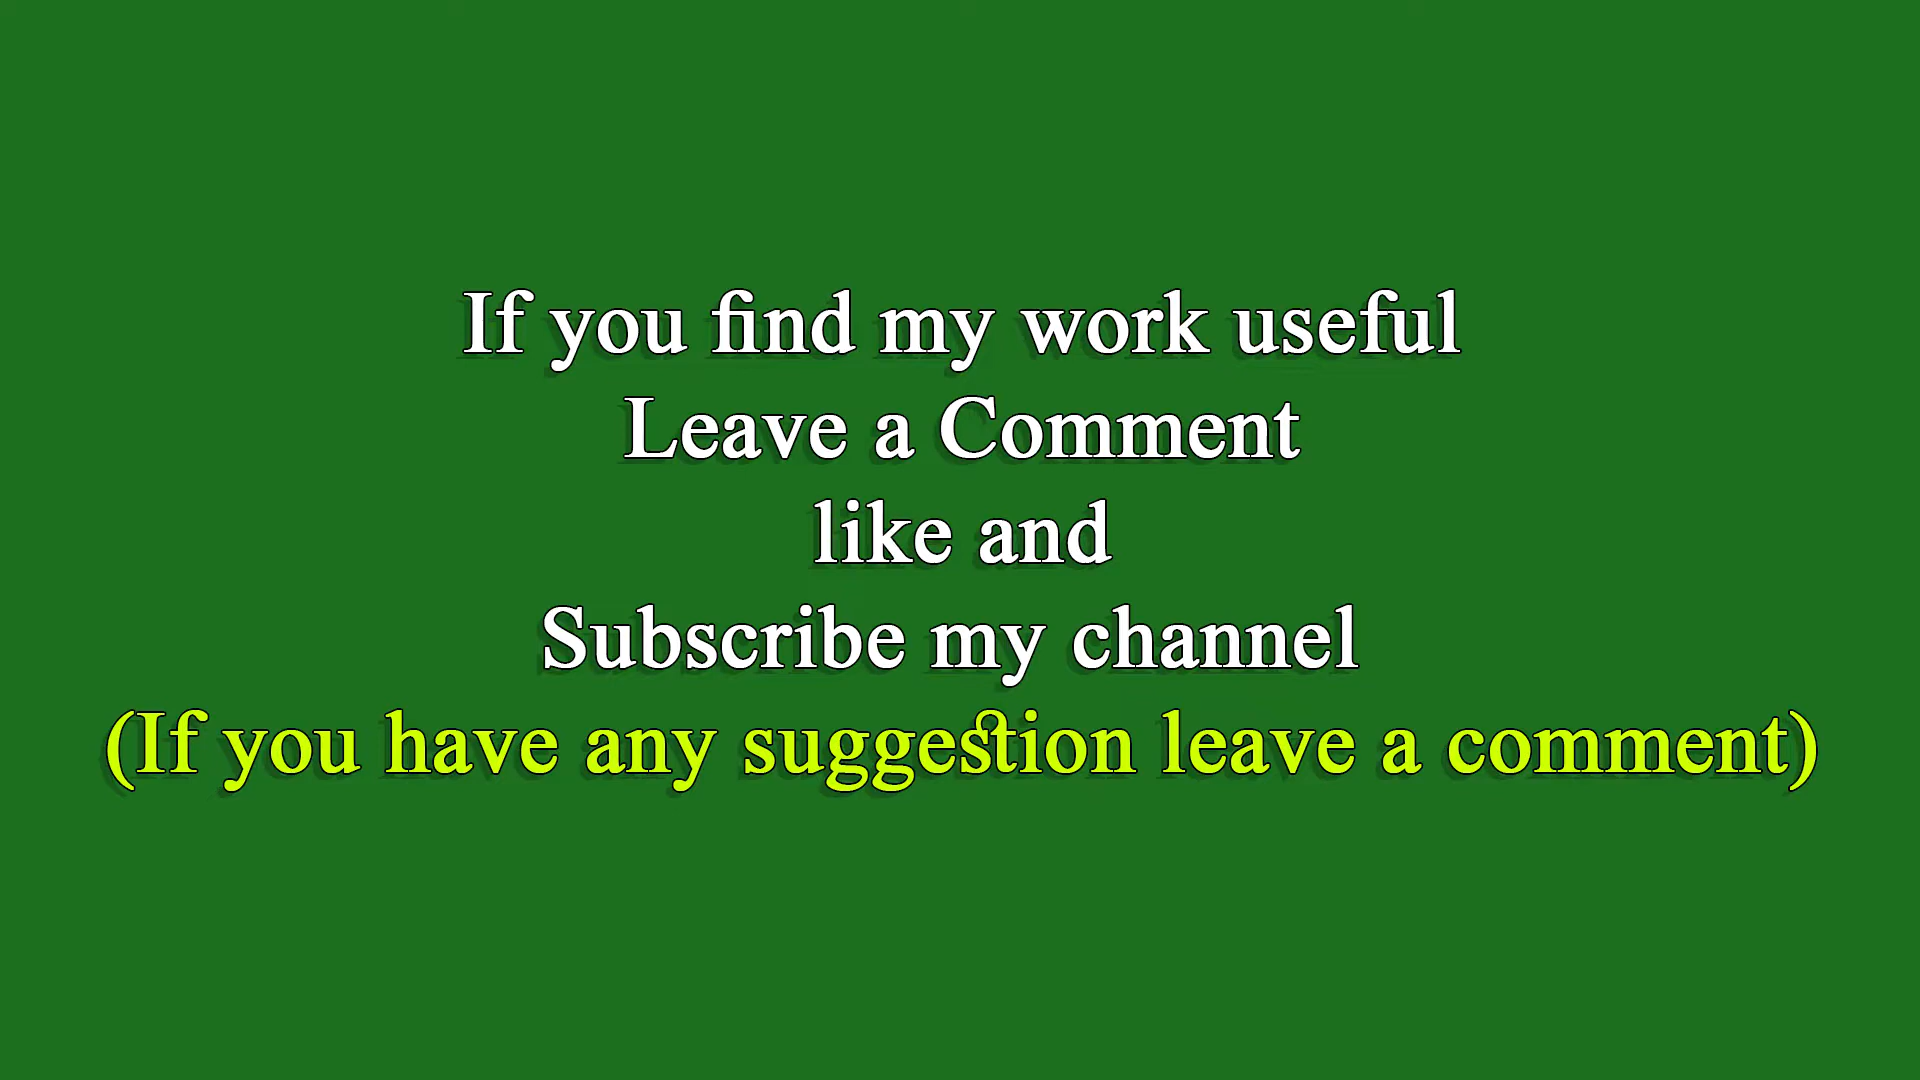 If you find my work useful
Leave a Comment
like and
Subscribe my channel
(If you have any suggestion leave a comment)